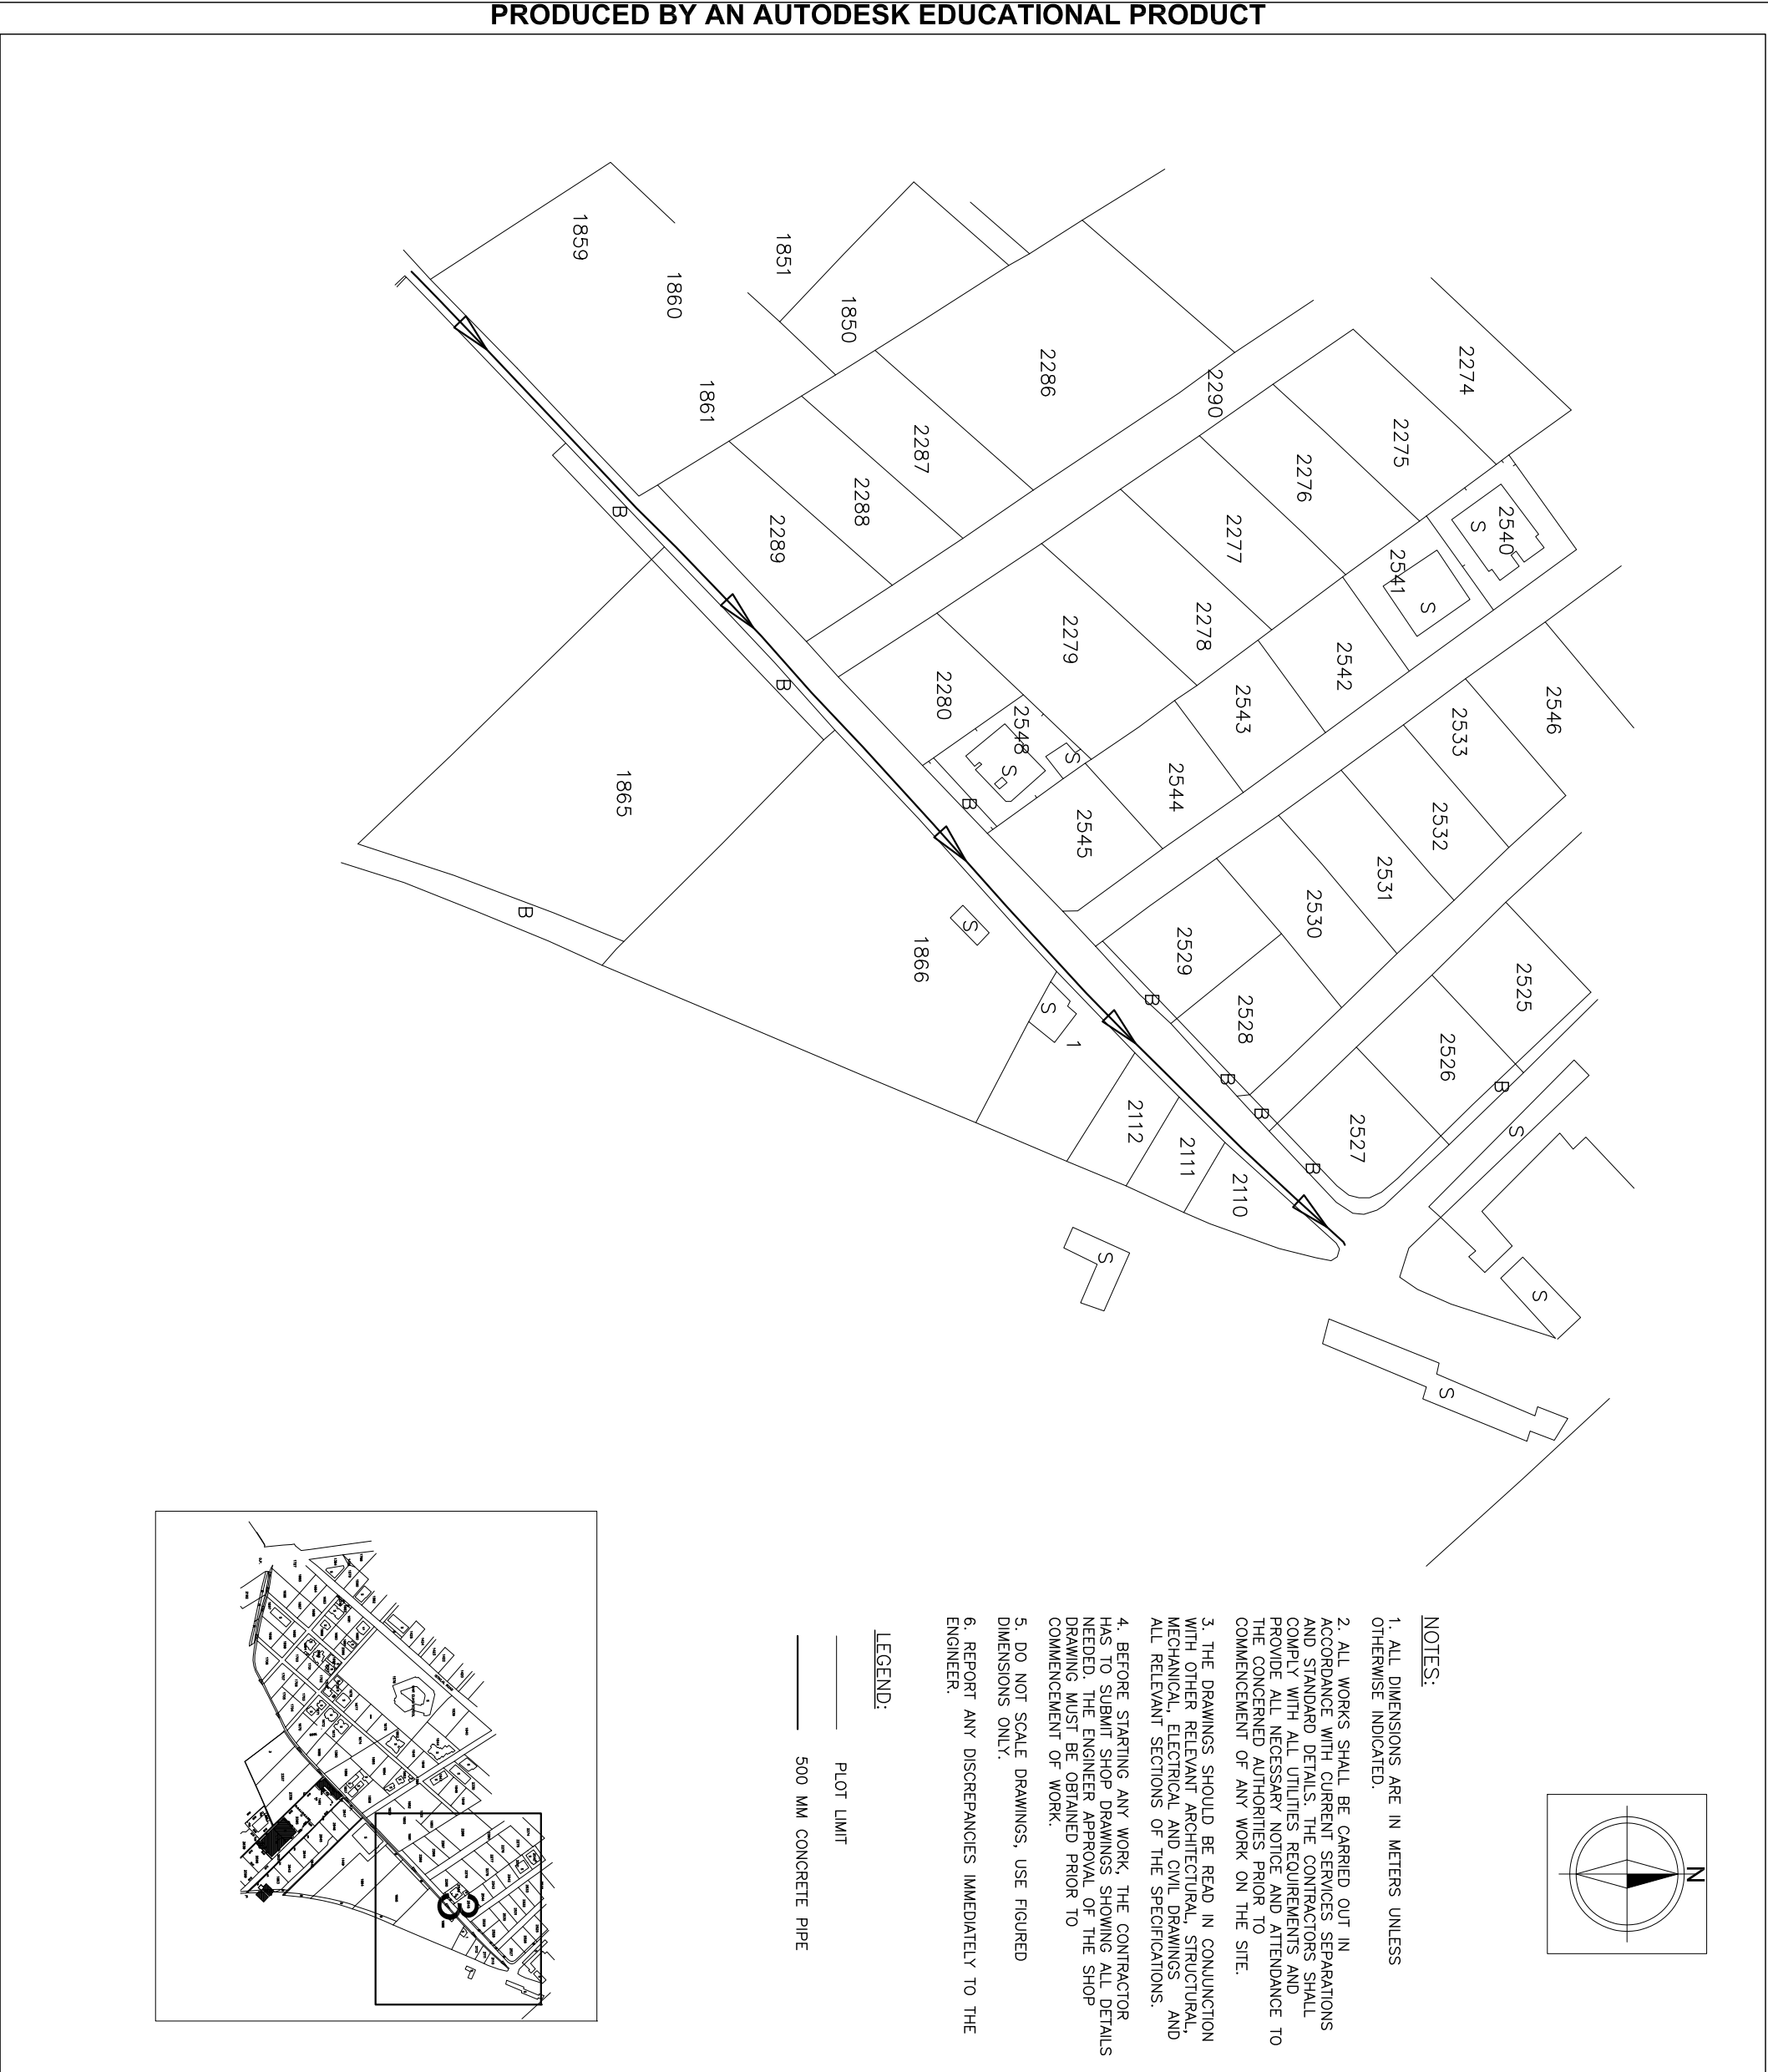 PRODUCED BY AN AUTODESK EDUCATIONAL PRODUCT
2274
2275
2540
S
2276
2541
S
2290
2277
2546
2542
2533
2278
2543
2532
2286
2544
2531
2525
2279
2545
2530
2526
S
2548
S
2529
2528
2527
B
S
2287
2280
2288
2289
1851
1850
1859
1860
1861
B
B
B
B
B
B
B
1865
B
1866
S
S
1
2112
2111
2110
S
S
S
N
NOTES:
1. ALL DIMENSIONS ARE IN METERS UNLESS
OTHERWISE INDICATED.
2. ALL WORKS SHALL BE CARRIED OUT IN
ACCORDANCE WITH CURRENT SERVICES SEPARATIONS
AND STANDARD DETAILS. THE CONTRACTORS SHALL
COMPLY WITH ALL UTILITIES REQUIREMENTS AND
PROVIDE ALL NECESSARY NOTICE AND ATTENDANCE TO
THE CONCERNED AUTHORITIES PRIOR TO
COMMENCEMENT OF ANY WORK ON THE SITE.
3. THE DRAWINGS SHOULD BE READ IN CONJUNCTION
WITH OTHER RELEVANT ARCHITECTURAL, STRUCTURAL,
MECHANICAL, ELECTRICAL AND CIVIL DRAWINGS AND
ALL RELEVANT SECTIONS OF THE SPECIFICATIONS.
4. BEFORE STARTING ANY WORK, THE CONTRACTOR
HAS TO SUBMIT SHOP DRAWINGS SHOWING ALL DETAILS
NEEDED. THE ENGINEER APPROVAL OF THE SHOP
DRAWING MUST BE OBTAINED PRIOR TO
COMMENCEMENT OF WORK.
5. DO NOT SCALE DRAWINGS, USE FIGURED
DIMENSIONS ONLY.
6. REPORT ANY DISCREPANCIES IMMEDIATELY TO THE
ENGINEER.
LEGEND:
PLOT LIMIT
500 MM CONCRETE PIPE
3